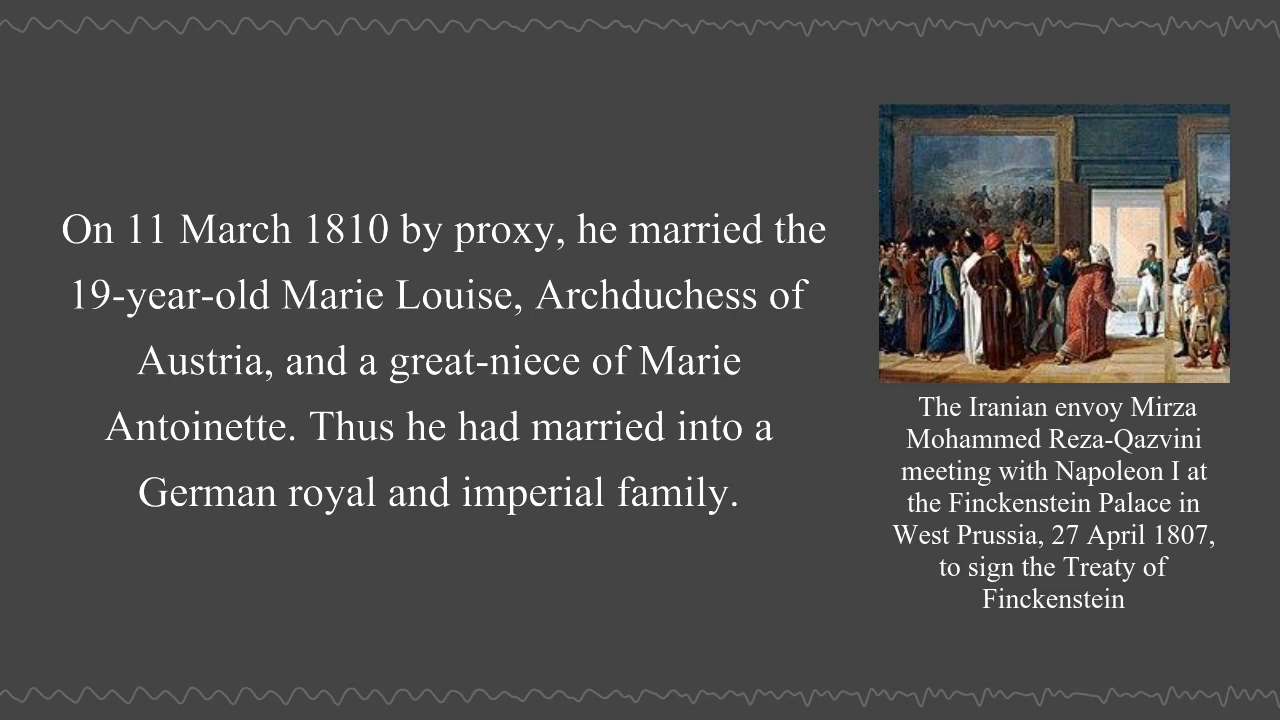 On 11 March 1810 by proxy, he married the
19-year-old Marie Louise, Archduchess of
Austria, and a great-niece of Marie
Antoinette. Thus he had married into a
German royal and imperial family.
The Iranian envoy Mirza
Mohammed Reza-Qazvini
meeting with Napoleon I at
the Finckenstein Palace in
West Prussia, 27 April 1807,
to sign the Treaty of
Finckenstein